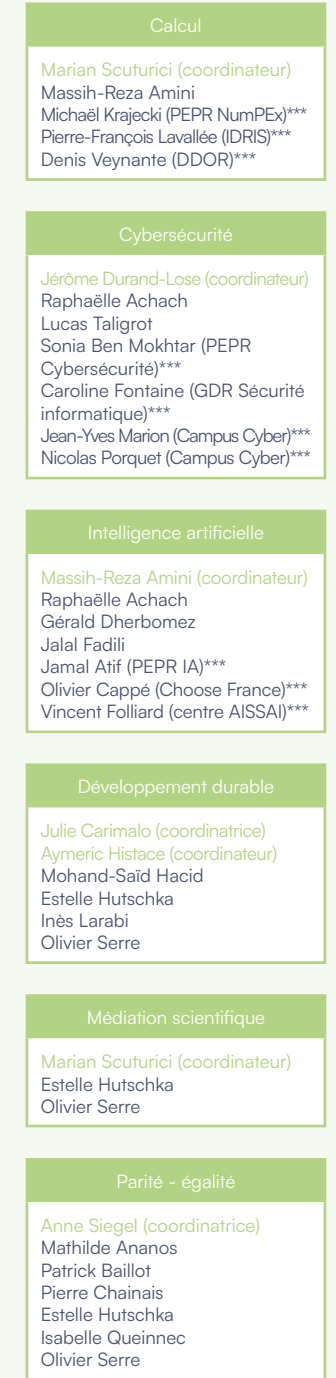 Calcul
Marian Scuturici (coordinateur)
Massih-Reza Amini
Michaël Krajecki (PEPR NumPEx)***
Pierre-François Lavallée (IDRIS)***
Denis Veynante (DDOR)***
Cybersécurité
Jérôme Durand-Lose (coordinateur)
Raphaëlle Achach
Lucas Taligrot
Sonia Ben Mokhtar (PEPR
Cybersécurité)***
Caroline Fontaine (GDR Sécurité
informatique)***
Jean-Yves Marion (Campus Cyber)***
Nicolas Porquet (Campus Cyber)***
Intelligence artificielle
Massih-Reza Amini (coordinateur)
Raphaëlle Achach
Gérald Dherbomez
Jalal Fadili
Jamal Atif (PEPR IA)***
Olivier Cappé (Choose France)***
Vincent Folliard (centre AISSAI)***
Développement durable
Julie Carimalo (coordinatrice)
Aymeric Histace (coordinateur)
Mohand-Saïd Hacid
Estelle Hutschka
Inès Larabi
Olivier Serre
Médiation scientifique
Marian Scuturici (coordinateur)
Estelle Hutschka
Olivier Serre
Parité - égalité
Anne Siegel (coordinatrice)
Mathilde Ananos
Patrick Baillot
Pierre Chainais
Estelle Hutschka
Isabelle Queinnec
Olivier Serre